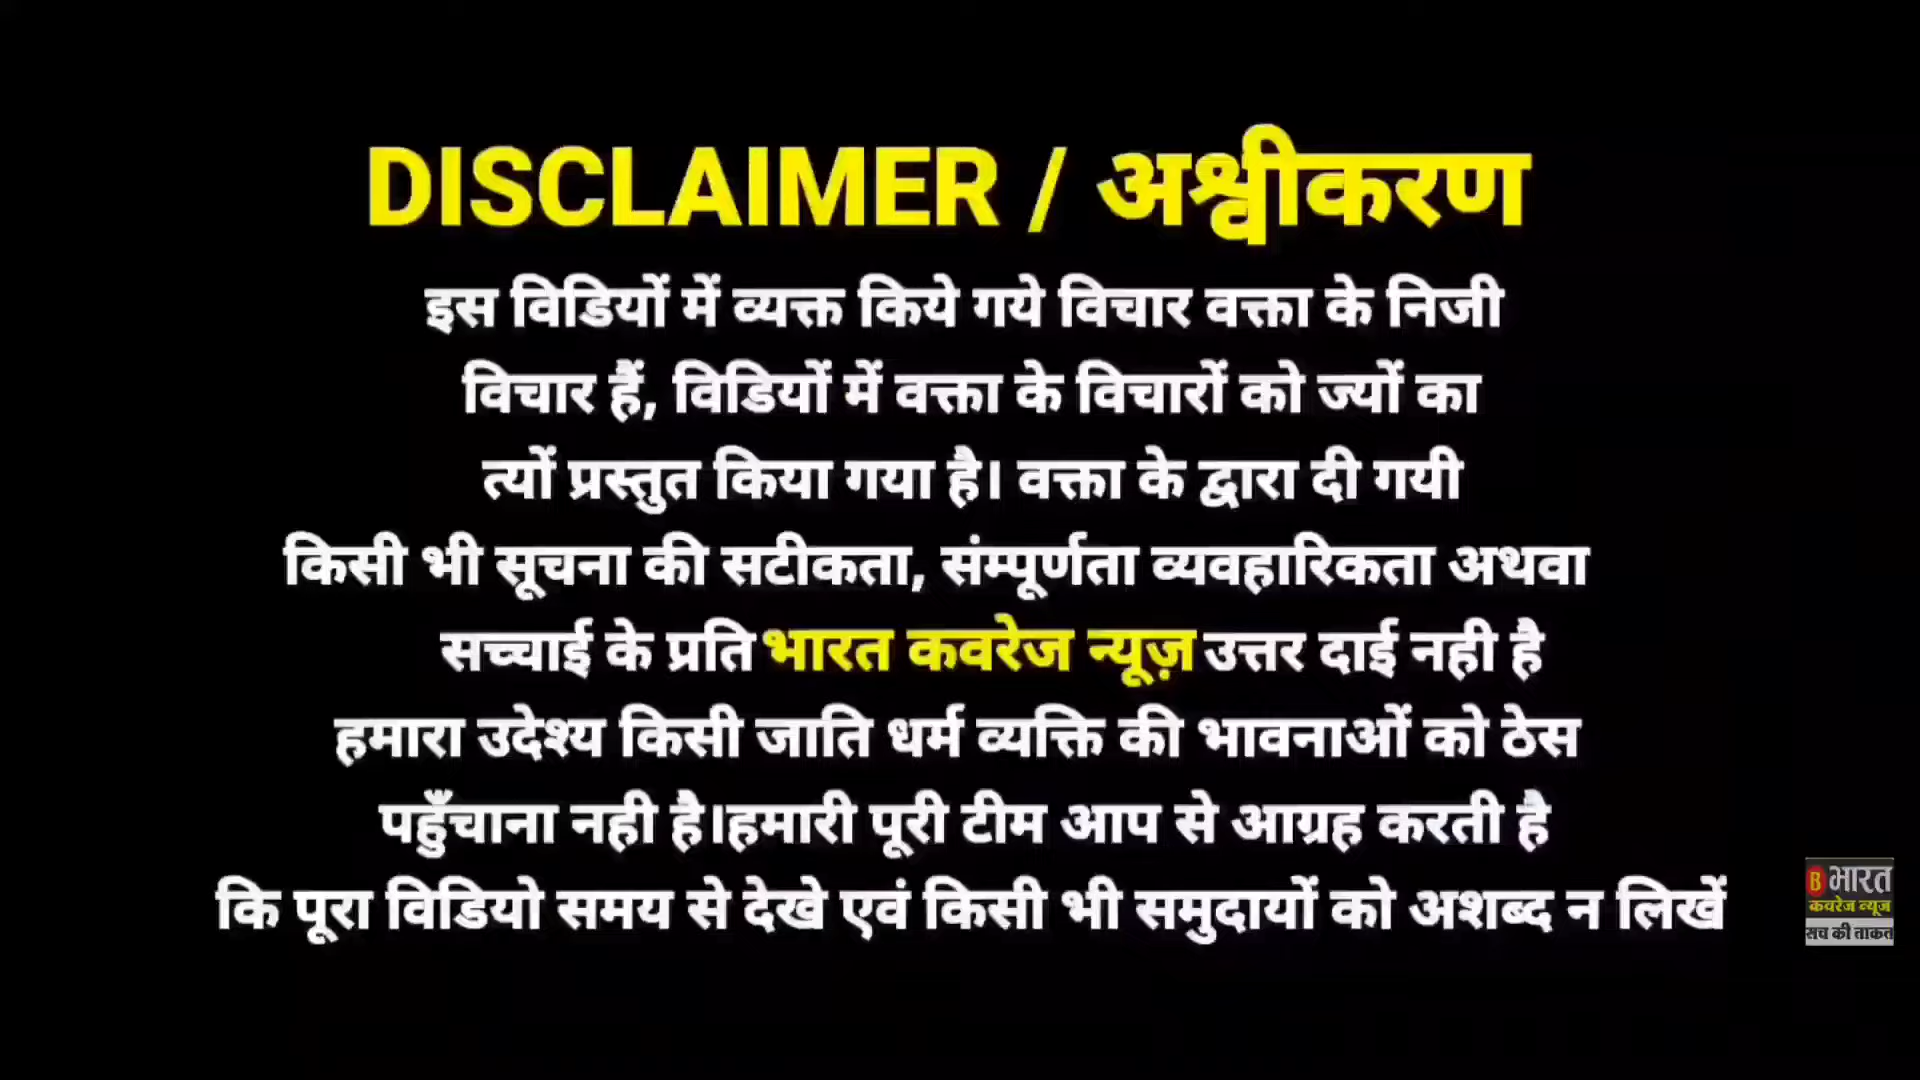 DISCLAIMER / अश्वीकरण
इस विडियों में व्यक्त किये गये विचार वक्ता के निजी
विचार हैं, विडियों में वक्ता के विचारों को ज्यों का
त्यों प्रस्तुत किया गया है। वक्ता के द्वारा दी गयी
किसी भी सूचना की सटीकता, संम्पूर्णता व्यवहारिकता अथवा
सच्चाई के प्रति भारत कवरेज न्यूज़ उत्तर दाई नही है
हमारा उदेश्य किसी जाति धर्म व्यक्ति की भावनाओं को ठेस
पहुँचाना नही है।हमारी पूरी टीम आप से आग्रह करती है
कि पूरा विडियो समय से देखे एवं किसी भी समुदायों को अशब्द न लिखें
B भारत
कवरेज न्यूज
सच की ताकत